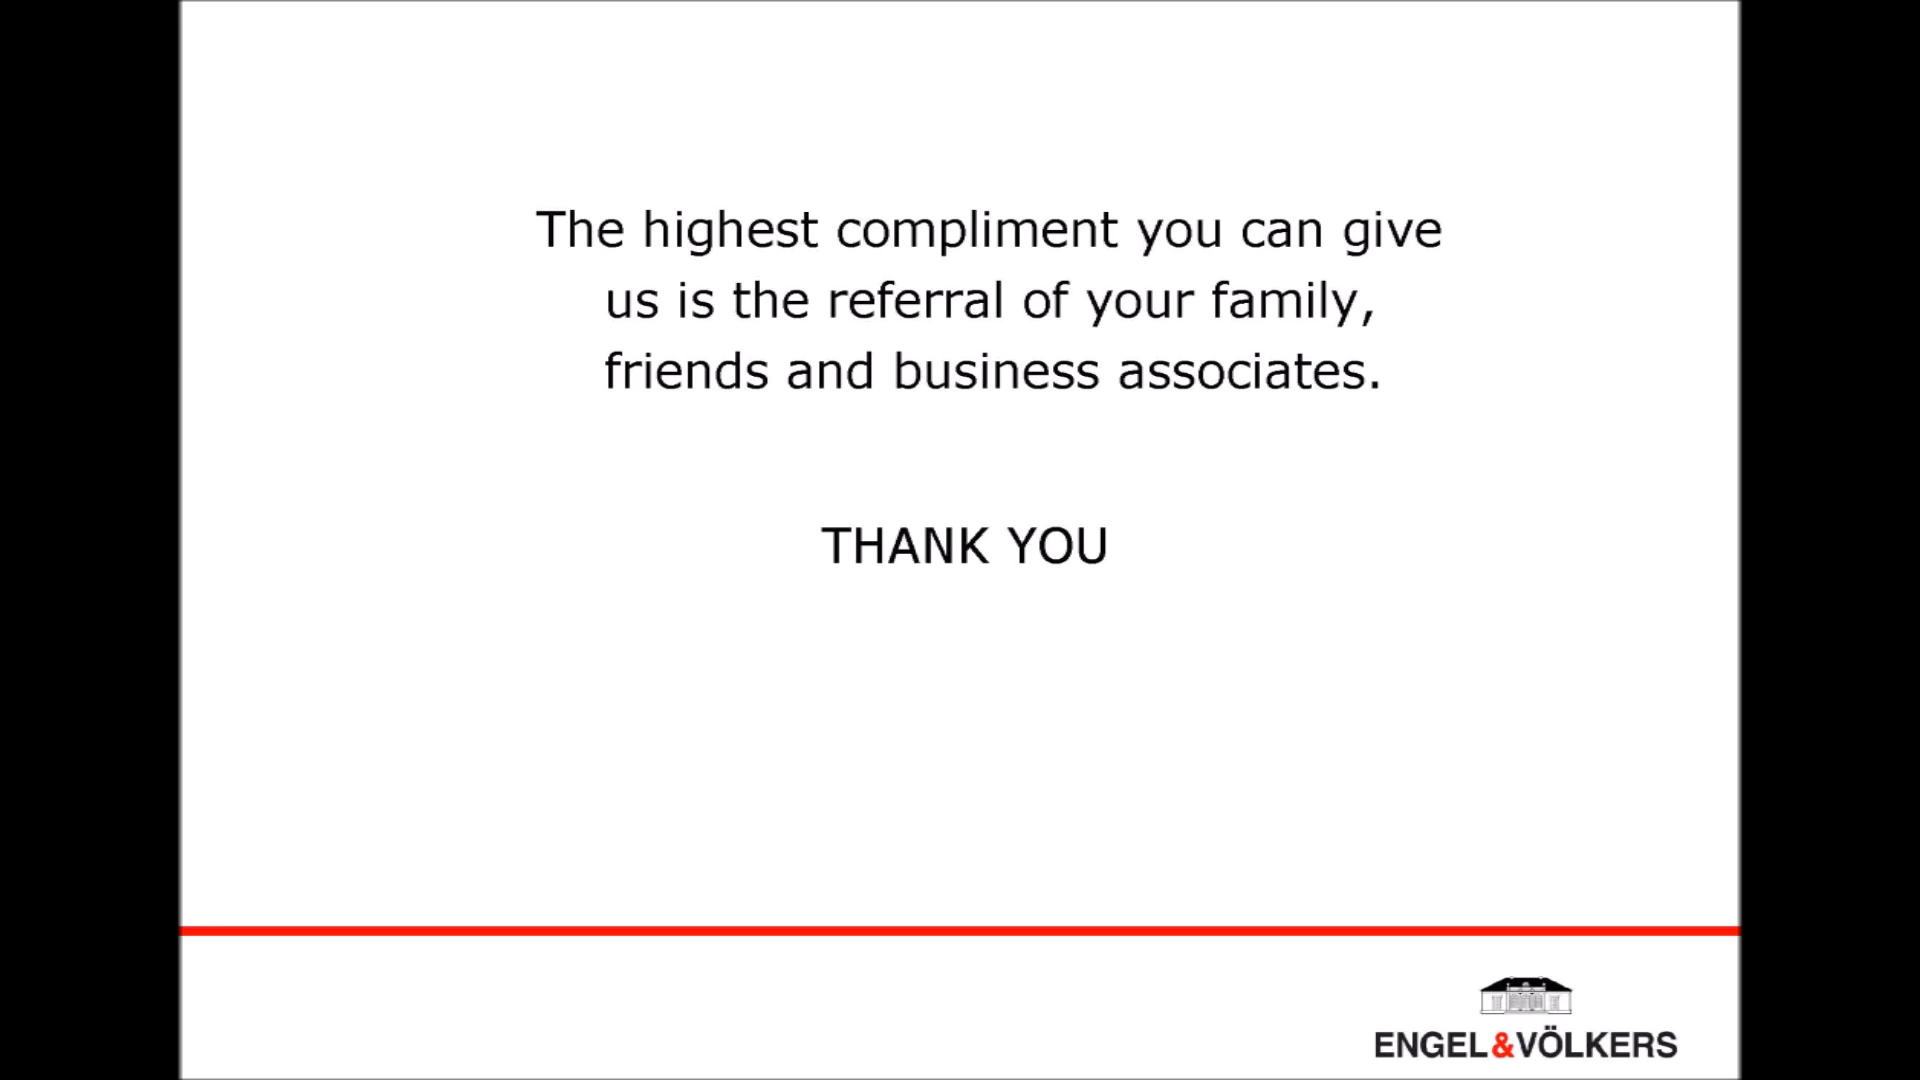 The highest compliment you can give
us is the referral of your family,
friends and business associates.
THANK YOU
ENGEL&VÖLKERS